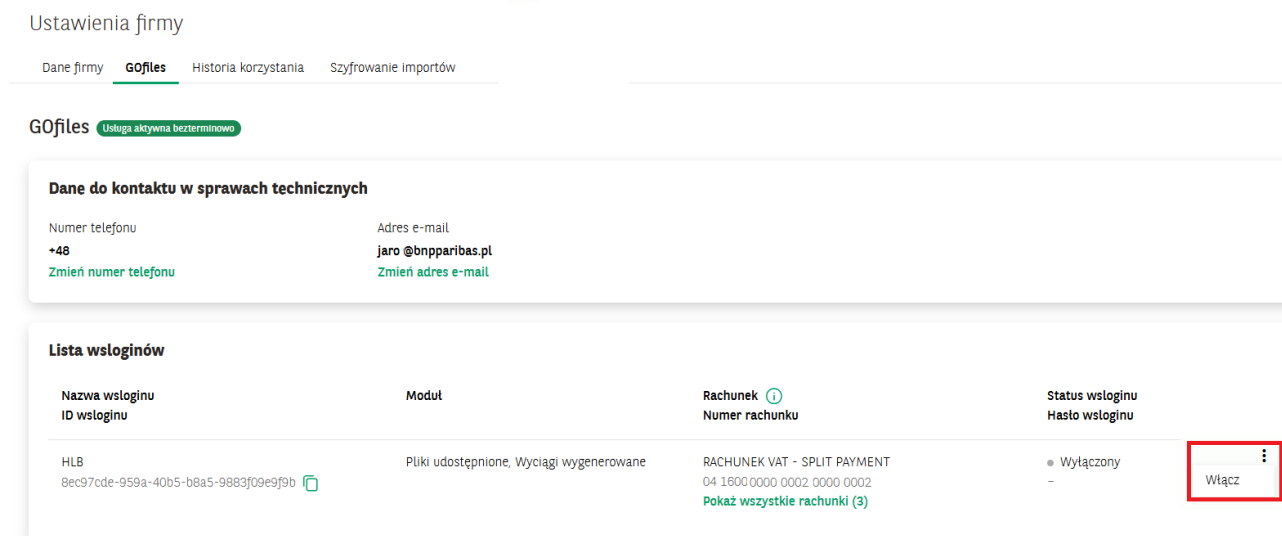 Ustawienia firmy
Dane firmy GOfiles Historia korzystania Szyfrowanie importów
GOfiles Usługa aktywna bezterminowo
Dane do kontaktu w sprawach technicznych
Numer telefonu Adres e-mail
+48 jaro @bnpparibas.pl
Zmień numer telefonu Zmień adres e-mail
Lista wsloginów
Nazwa wsloginu Moduł Rachunek Status wsloginu
ID wsloginu Numer rachunku Hasło wsloginu
HLB Pliki udostępnione, Wyciągi wygenerowane RACHUNEK VAT - SPLIT PAYMENT Wyłączony
8ec97cde-959a-40b5-b8a5-9883f09e9f9b 04 1600 0000 0002 0000 0002 – Włącz
Pokaż wszystkie rachunki (3)